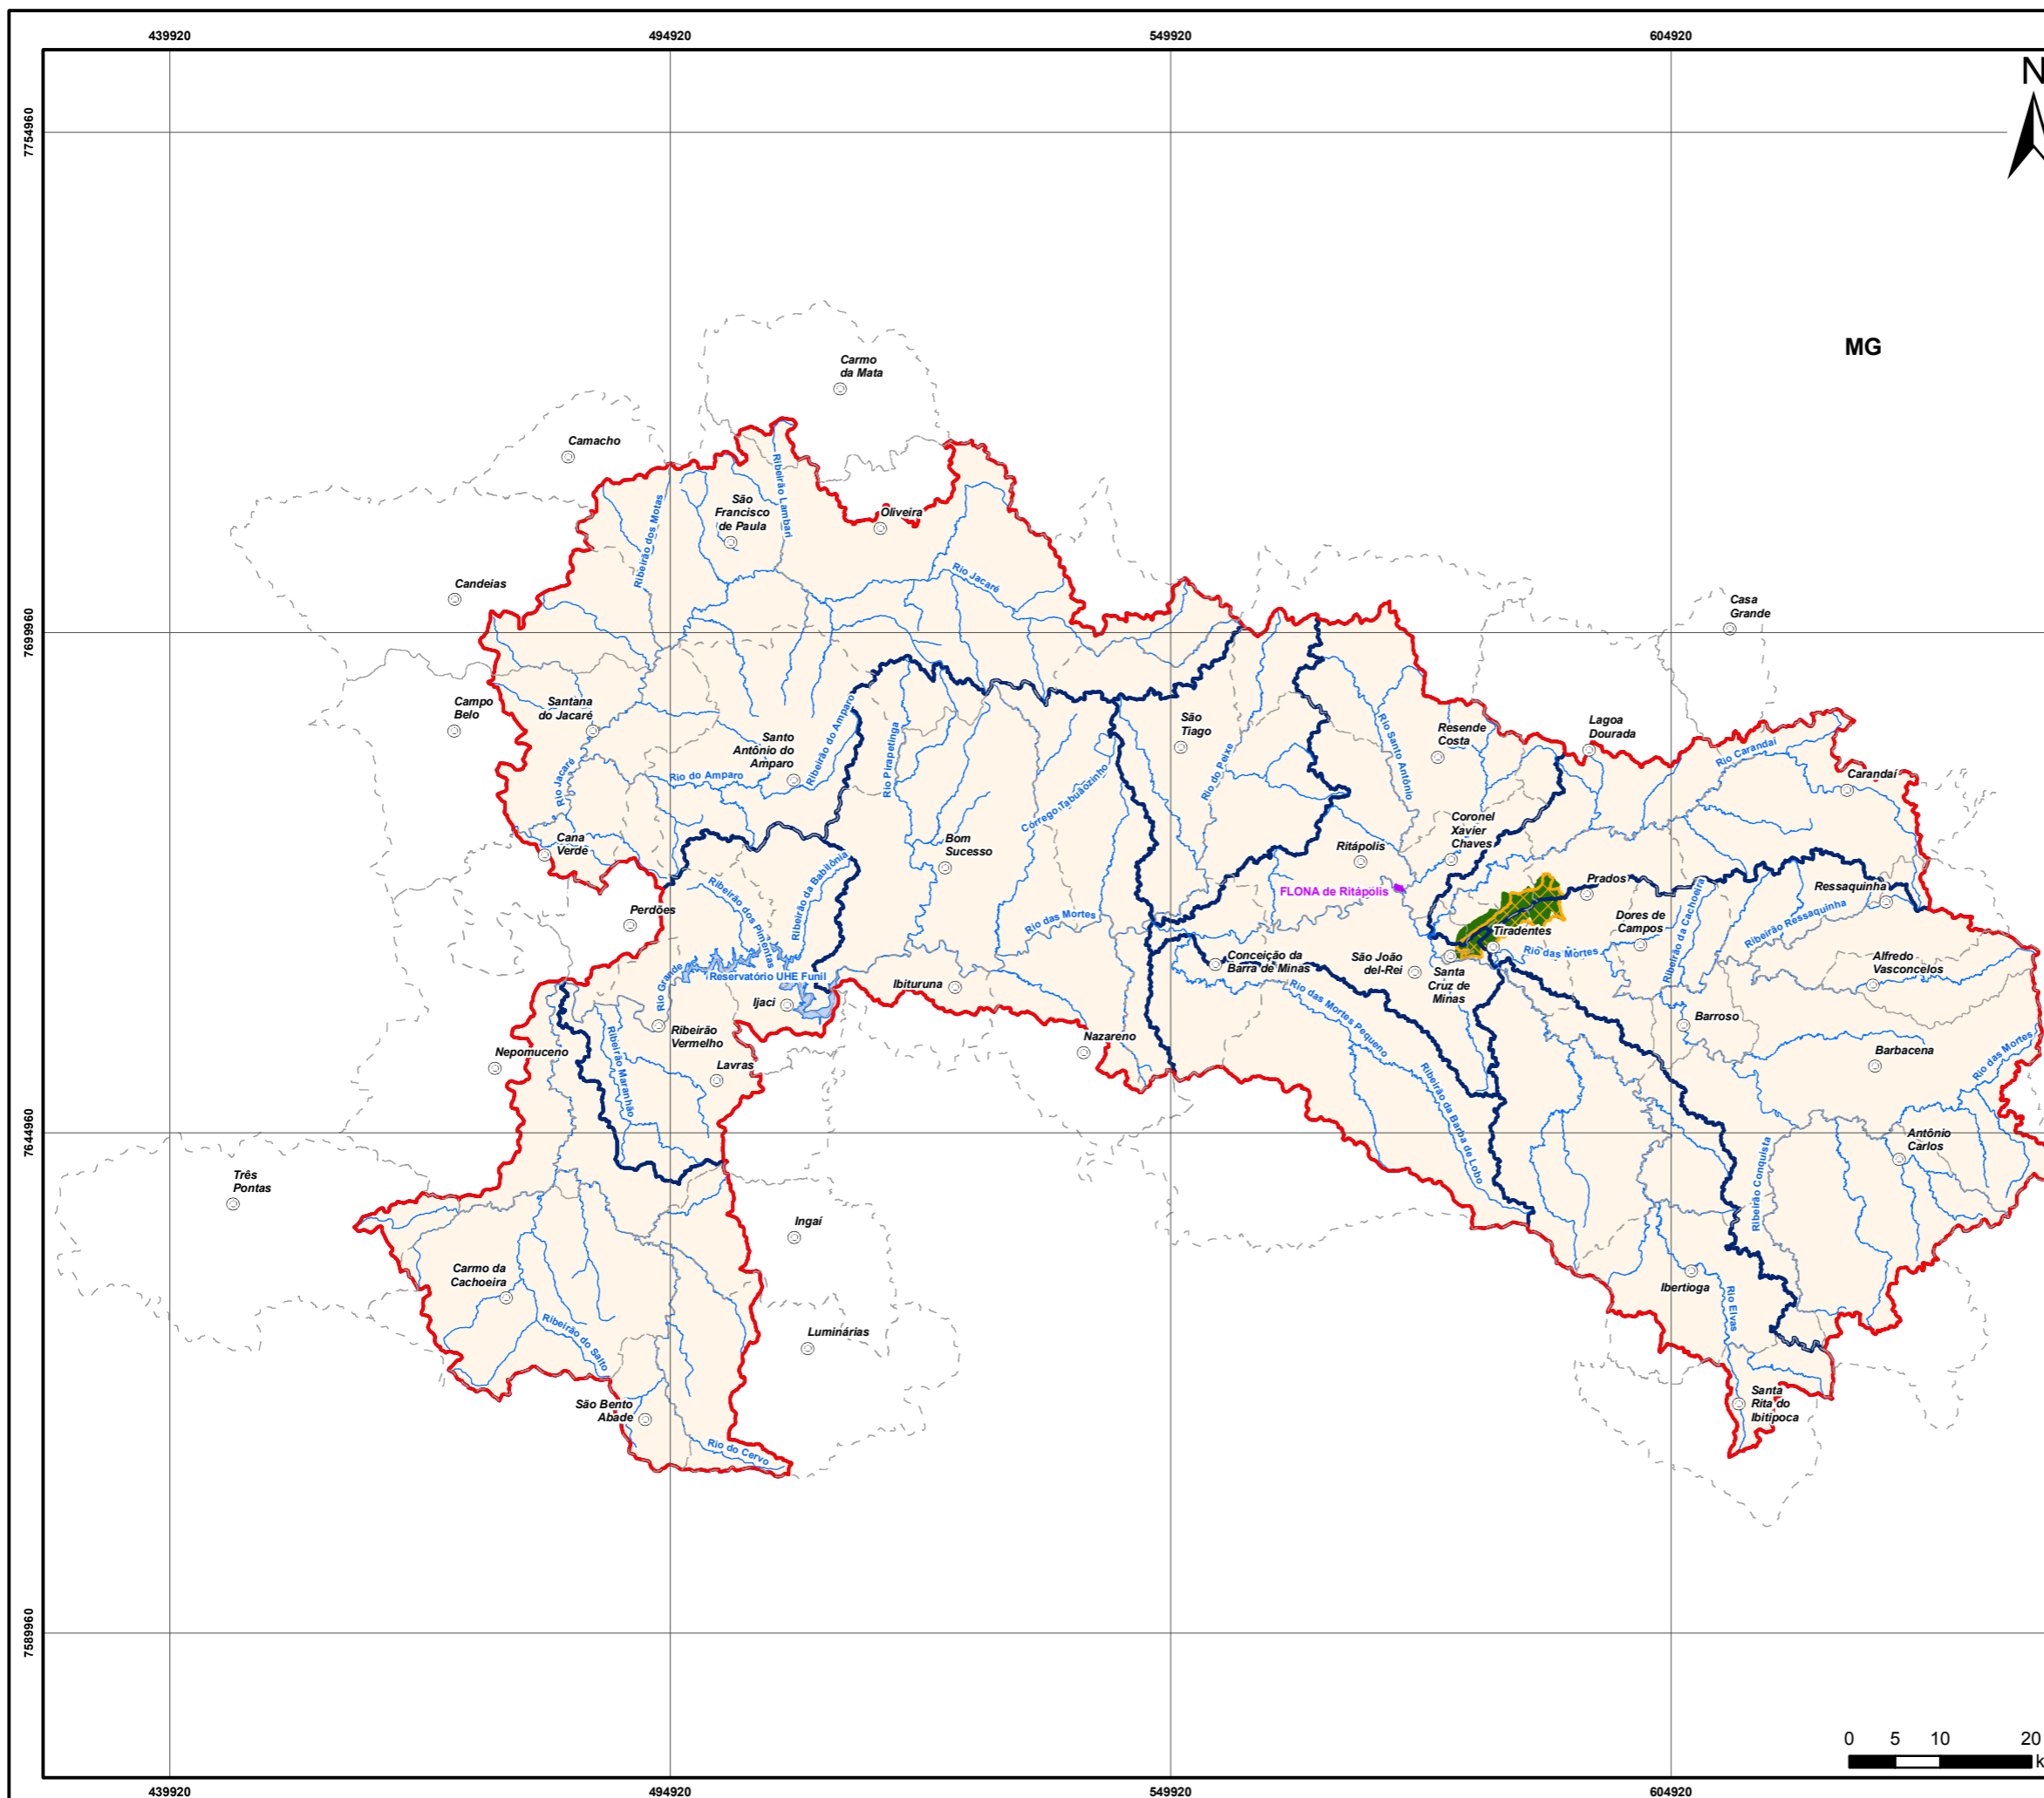 439920
494920
549920
604920
N
7754960
MG
Carmo
da Mata
Camacho
Ribeirão Lambari
Ribeirão dos Motas
São
Francisco
de Paula
Oliveira
Rio Jacaré
Candeias
Casa
Grande
7699960
Campo
Belo
Santana
do Jacaré
Santo
Antônio do
Amparo
Ribeirão do Amparo
Rio do Amparo
Rio Jacaré
Rio Pirapetinga
Córrego Tabuãozinho
São
Tiago
Rio do Peixe
Rio Santo Antônio
Resende
Costa
Lagoa
Dourada
Rio Carandaí
Carandaí
Cana
Verde
Bom
Sucesso
Coronel
Xavier
Chaves
Ritápolis
FLONA de Ritápolis
Prados
Ressaquinha
Ribeirão Ressaquinha
Ribeirão da Cachoeira
Dores de
Campos
Ribeirão da Babilônia
Ribeirão dos Pimentas
Perdões
Rio das Mortes
Tiradentes
Rio das Mortes
Conceição da
Barra de Minas
São João
del-Rei
Santa
Cruz de
Minas
Alfredo
Vasconcelos
Reservatório UHE Funil
Rio Grande
Ijaci
Ibituruna
Rio das Mortes Pequeno
Barroso
Ribeirão
Vermelho
Nazareno
Nepomuceno
Ribeirão Maranhão
Lavras
Barbacena
Rio das Mortes
Ribeirão da Barba de Lobo
7644960
Antônio
Carlos
Ribeirão Conquista
Três
Pontas
Ingaí
Carmo da
Cachoeira
Ibertioga
Rio Elvas
Ribeirão do Salto
Luminárias
São Bento
Abade
Santa
Rita do
Ibitipoca
Rio do Cervo
7589960
0 5 10 20
k
439920
494920
549920
604920